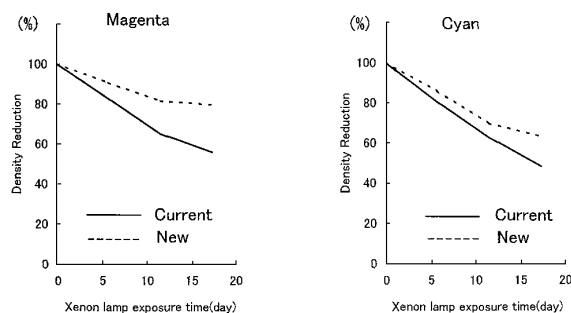 (%)
Magenta
100
80
60
40
20
0
Density Reduction
Current
New
0 5 10 15 20
Xenon lamp exposure time(day)
(%)
Cyan
100
80
60
40
20
0
Density Reduction
Current
New
0 5 10 15 20
Xenon lamp exposure time(day)